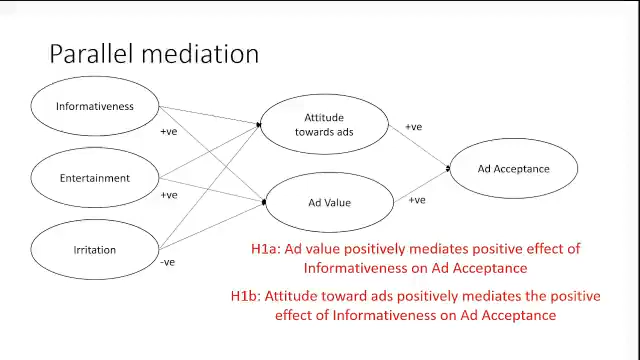 Parallel mediation
Informativeness
+ve
Entertainment
+ve
Irritation
-ve
Attitude
towards ads
+ve
Ad Value
+ve
Ad Acceptance
H1a: Ad value positively mediates positive effect of
Informativeness on Ad Acceptance
H1b: Attitude toward ads positively mediates the positive
effect of Informativeness on Ad Acceptance